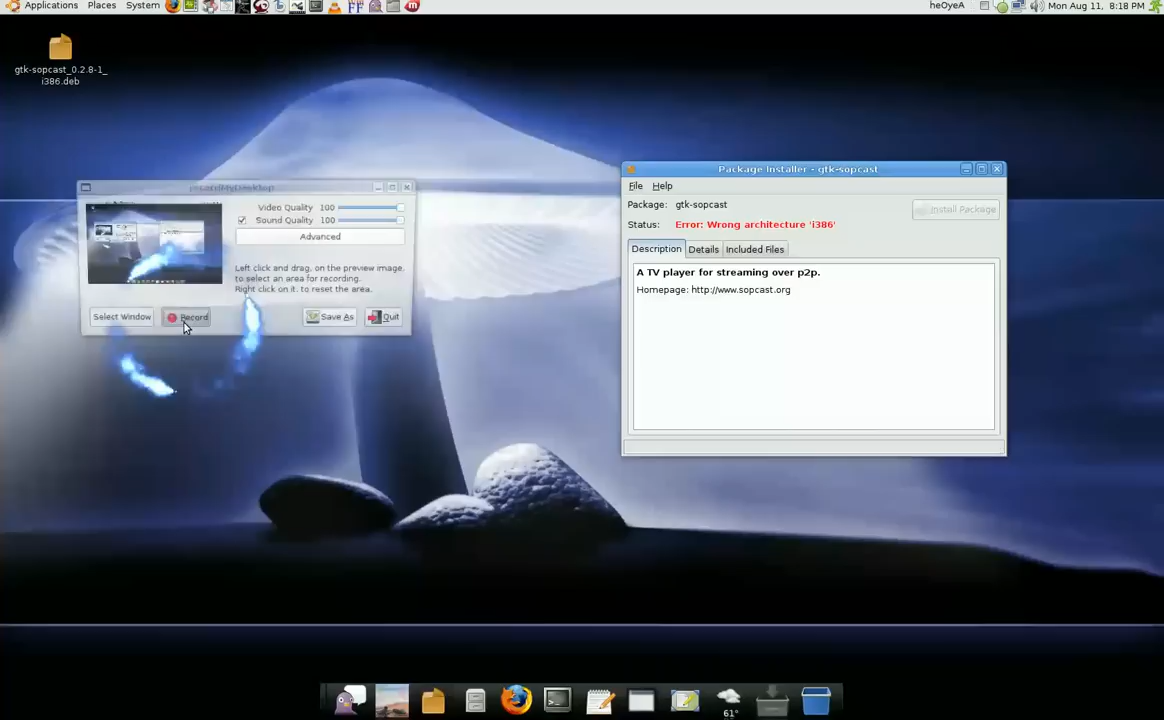 Applications Places System
heOyeA
Mon Aug 11, 8:18 PM
gtk-sopcast_0.2.8-1_
i386.deb
recordMyDesktop
Video Quality 100
Sound Quality 100
Advanced
Left click and drag, on the preview image,
to select an area for recording.
Right click on it, to reset the area.
Select Window
Record
Save As
Quit
Package Installer - gtk-sopcast
File Help
Package: gtk-sopcast
Install Package
Status: Error: Wrong architecture 'i386'
Description Details Included Files
A TV player for streaming over p2p.
Homepage: http://www.sopcast.org
61°